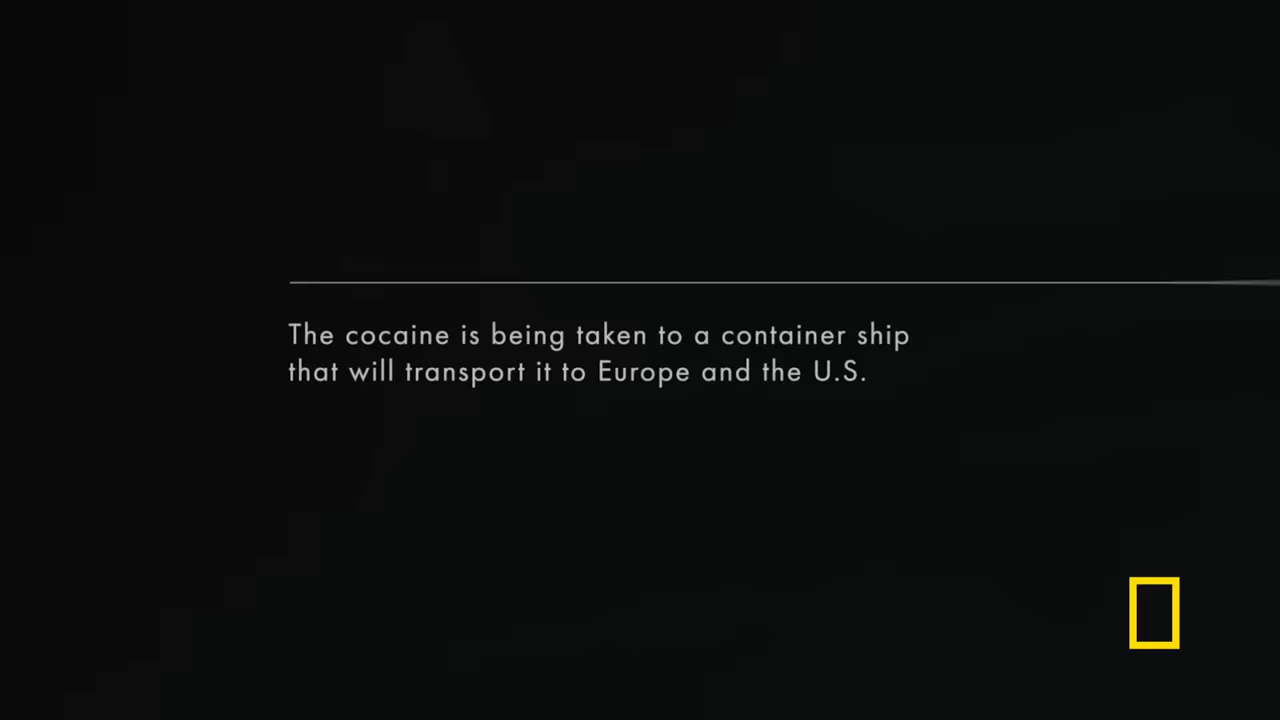 The cocaine is being taken to a container ship
that will transport it to Europe and the U.S.